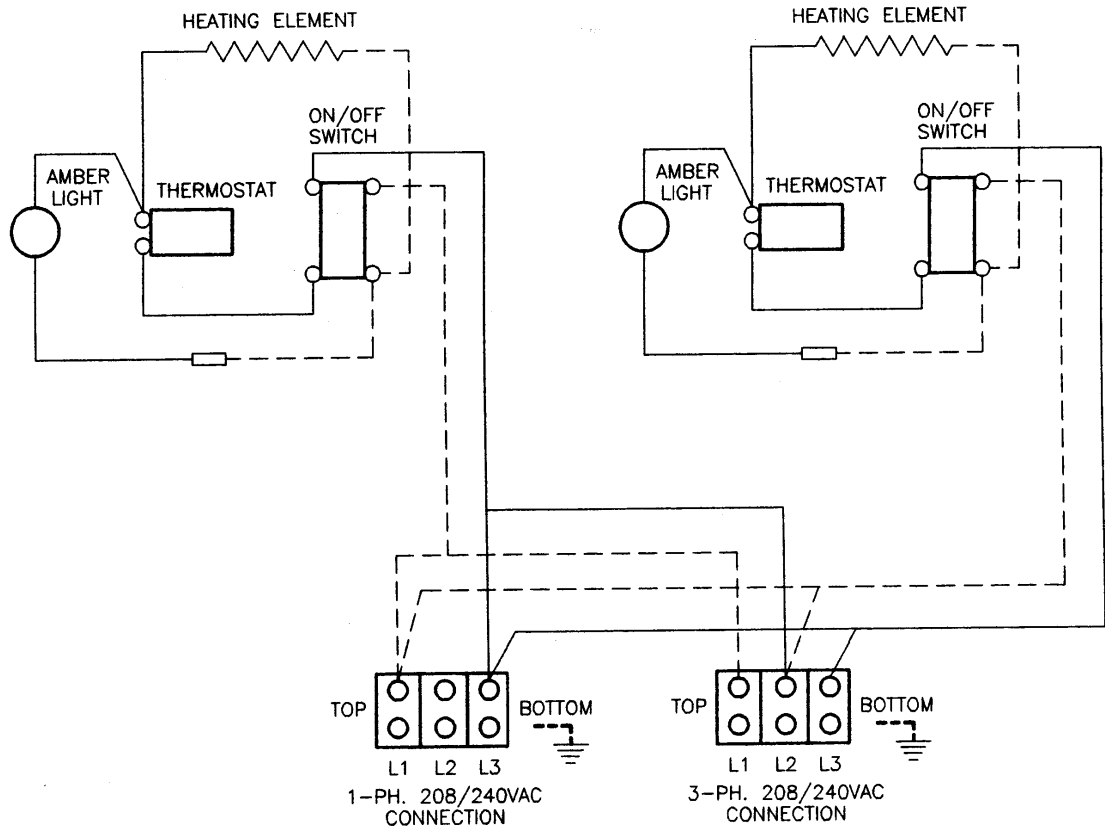 HEATING ELEMENT
ON/OFF
SWITCH
AMBER
LIGHT
THERMOSTAT
HEATING ELEMENT
ON/OFF
SWITCH
AMBER
LIGHT
THERMOSTAT
TOP
BOTTOM
L1 L2 L3
1-PH. 208/240VAC
CONNECTION
TOP
BOTTOM
L1 L2 L3
3-PH. 208/240VAC
CONNECTION